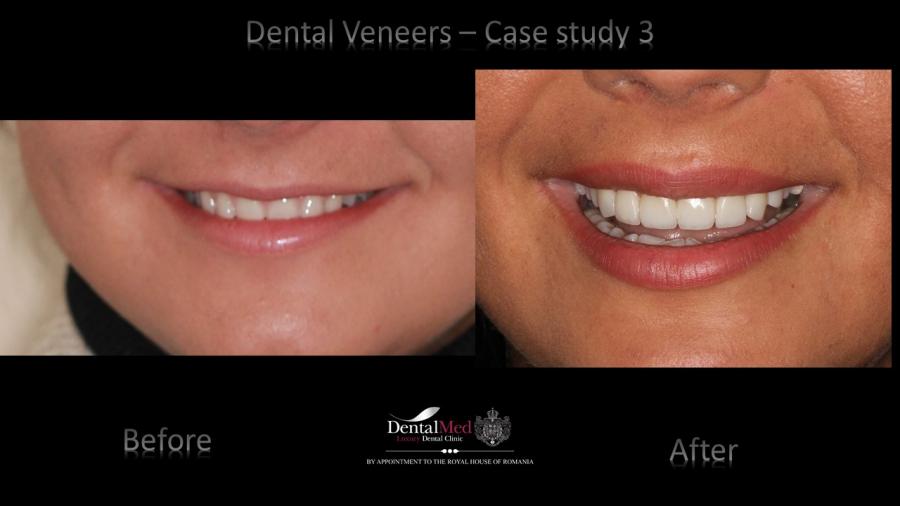 Dental Veneers – Case study 3
Before
DentalMed
Luxury Dental Clinic
BY APPOINTMENT TO THE ROYAL HOUSE OF ROMANIA
After